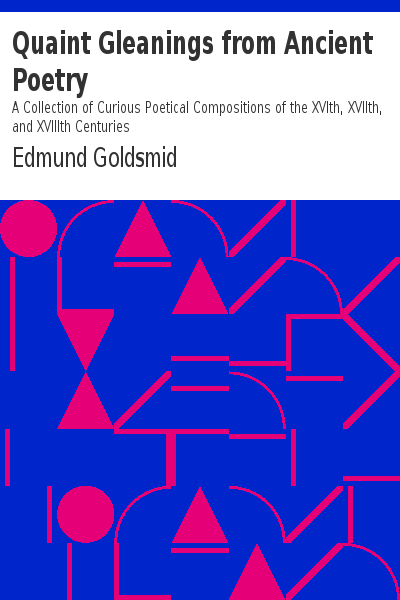 Quaint Gleanings from Ancient
Poetry
A Collection of Curious Poetical Compositions of the XVIth, XVIIth,
and XVIIIth Centuries
Edmund Goldsmid